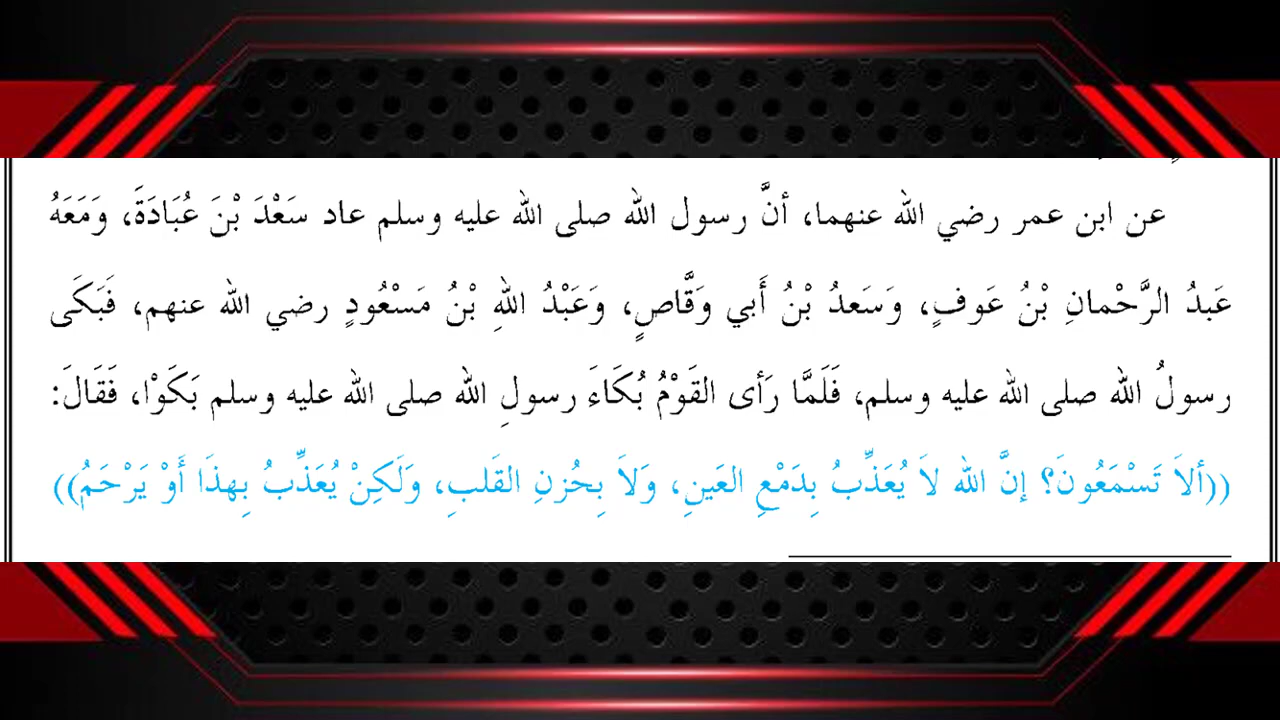 عن ابن عمر رضي الله عنهما، أنَّ رسول الله صلى الله عليه وسلم عاد سَعْدَ بْنَ عُبَادَةَ، وَمَعَهُ
عَبدُ الرَّحْمانِ بْنُ عَوفٍ، وَسَعدُ بْنُ أَبي وَقَّاصٍ، وَعَبْدُ اللهِ بْنُ مَسْعُودٍ رضي الله عنهم، فَبَكَى
رسولُ الله صلى الله عليه وسلم، فَلَمَّا رَأى القَوْمُ بُكَاءَ رسولِ الله صلى الله عليه وسلم بَكَوْا، فَقَالَ:
((ألاَ تَسْمَعُونَ؟ إنَّ الله لاَ يُعَذِّبُ بِدَمْعِ العَينِ، وَلاَ بِحُزنِ القَلبِ، وَلَكِنْ يُعَذِّبُ بِهذَا أَوْ يَرْحَمُ))